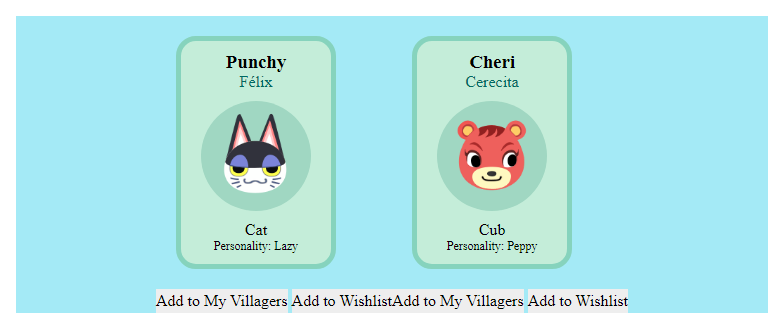 Punchy
Félix
Cat
Personality: Lazy
Cheri
Cerecita
Cub
Personality: Peppy
Add to My Villagers Add to WishlistAdd to My Villagers Add to Wishlist